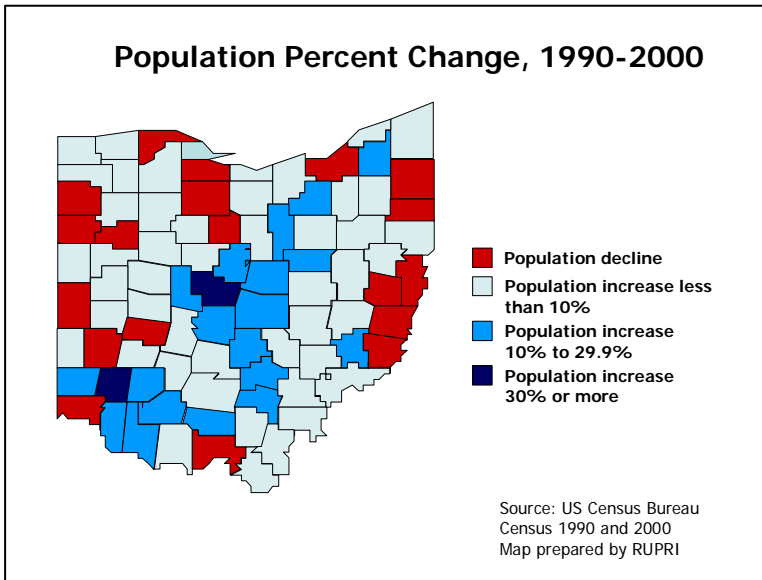 Population Percent Change, 1990-2000
Population decline
Population increase less
than 10%
Population increase
10% to 29.9%
Population increase
30% or more
Source: US Census Bureau
Census 1990 and 2000
Map prepared by RUPRI